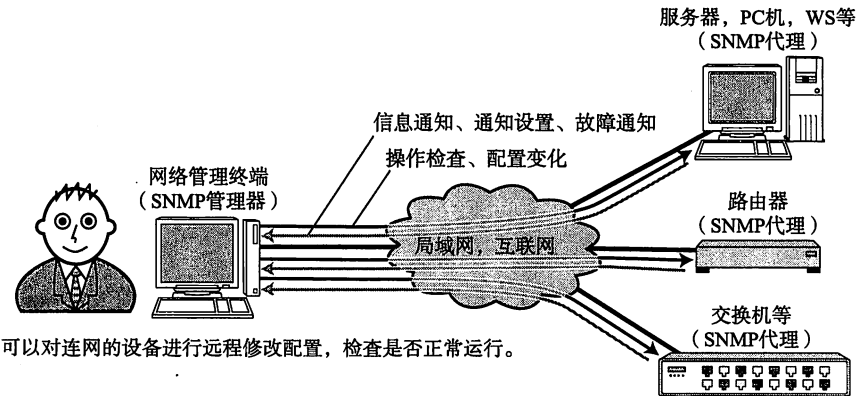 服务器，PC机，WS等
（SNMP代理）
信息通知、通知设置、故障通知
操作检查、配置变化
网络管理终端
（SNMP管理器）
路由器
（SNMP代理）
局域网，互联网
交换机等
（SNMP代理）
可以对连网的设备进行远程修改配置，检查是否正常运行。